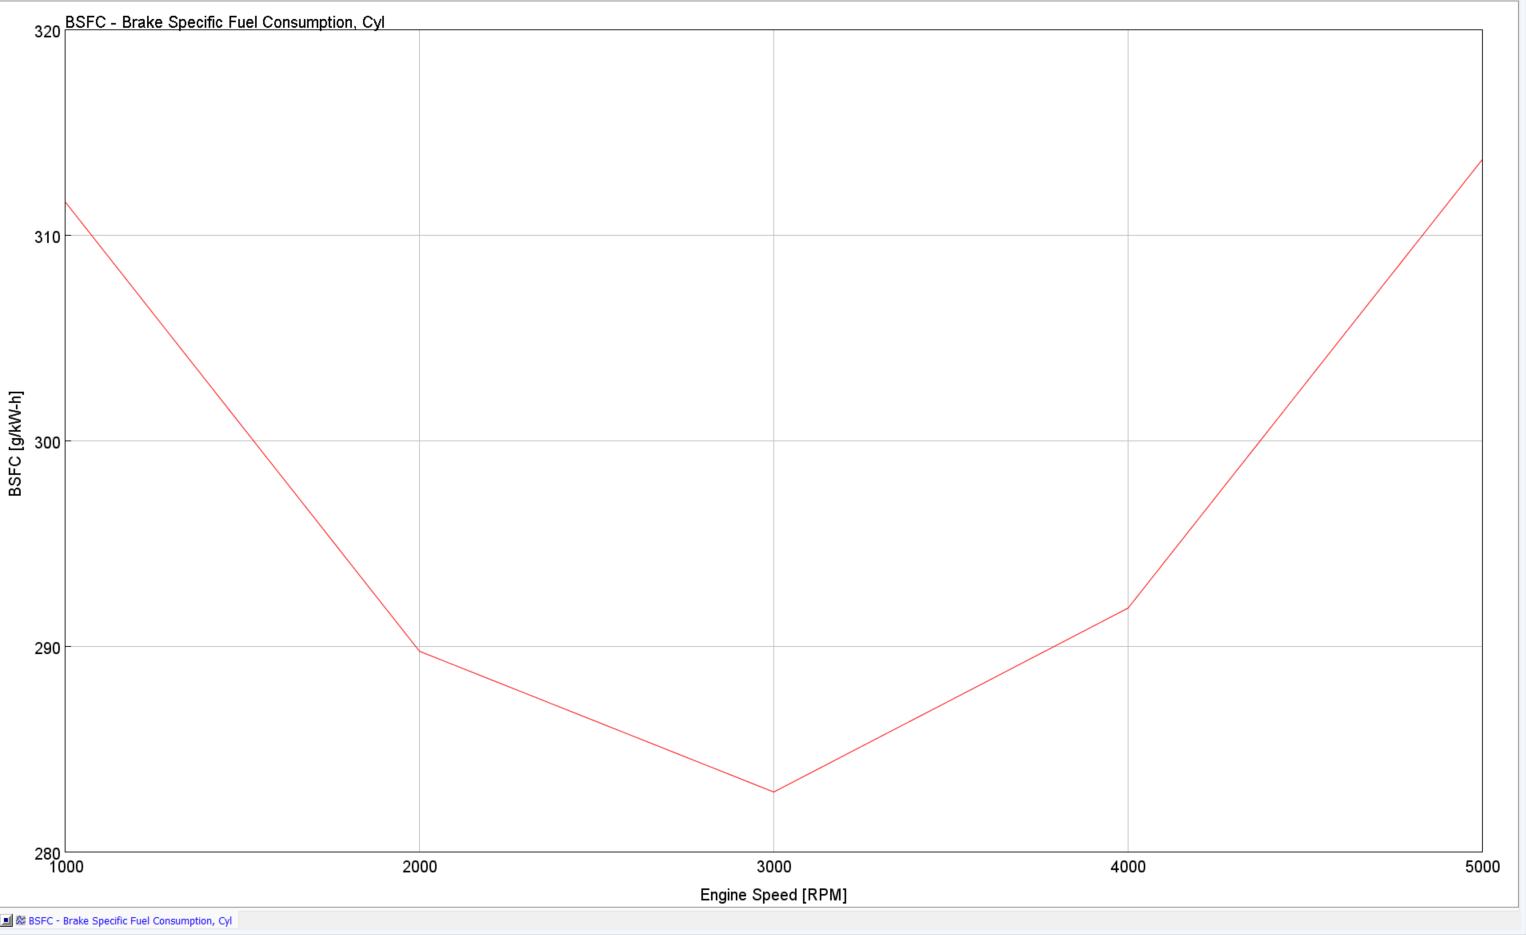 BSFC - Brake Specific Fuel Consumption, Cyl
320
310
300
290
280
BSFC [g/kW-h]
1000 2000 3000 4000 5000
Engine Speed [RPM]
BSFC - Brake Specific Fuel Consumption, Cyl